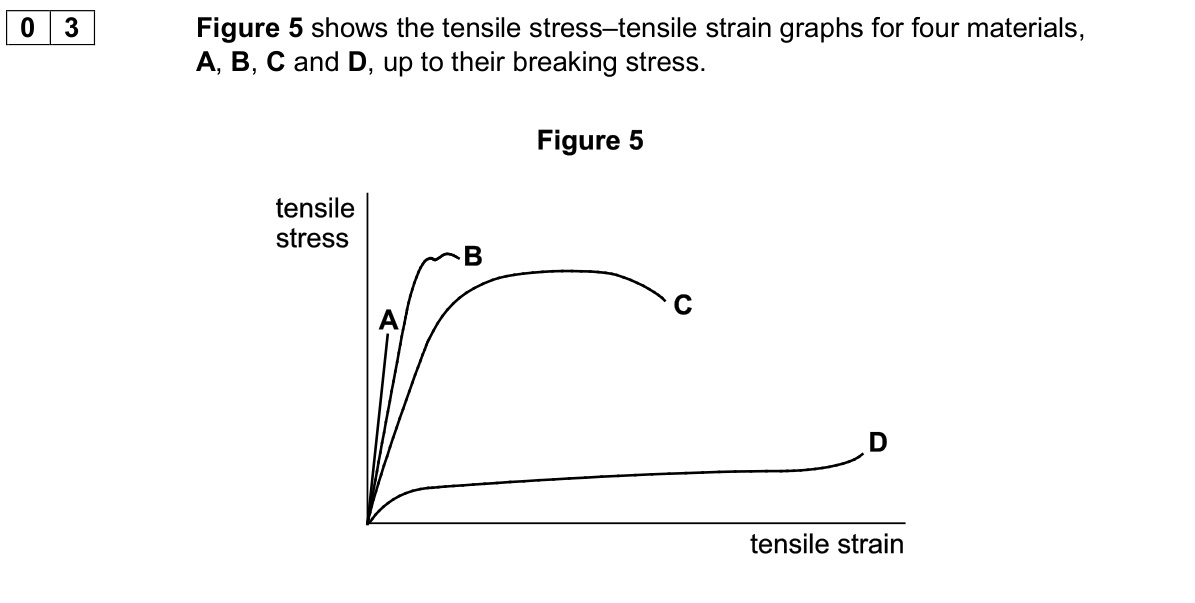 0 3
Figure 5 shows the tensile stress–tensile strain graphs for four materials,
A, B, C and D, up to their breaking stress.
Figure 5
tensile
stress
B
C
A
D
tensile strain